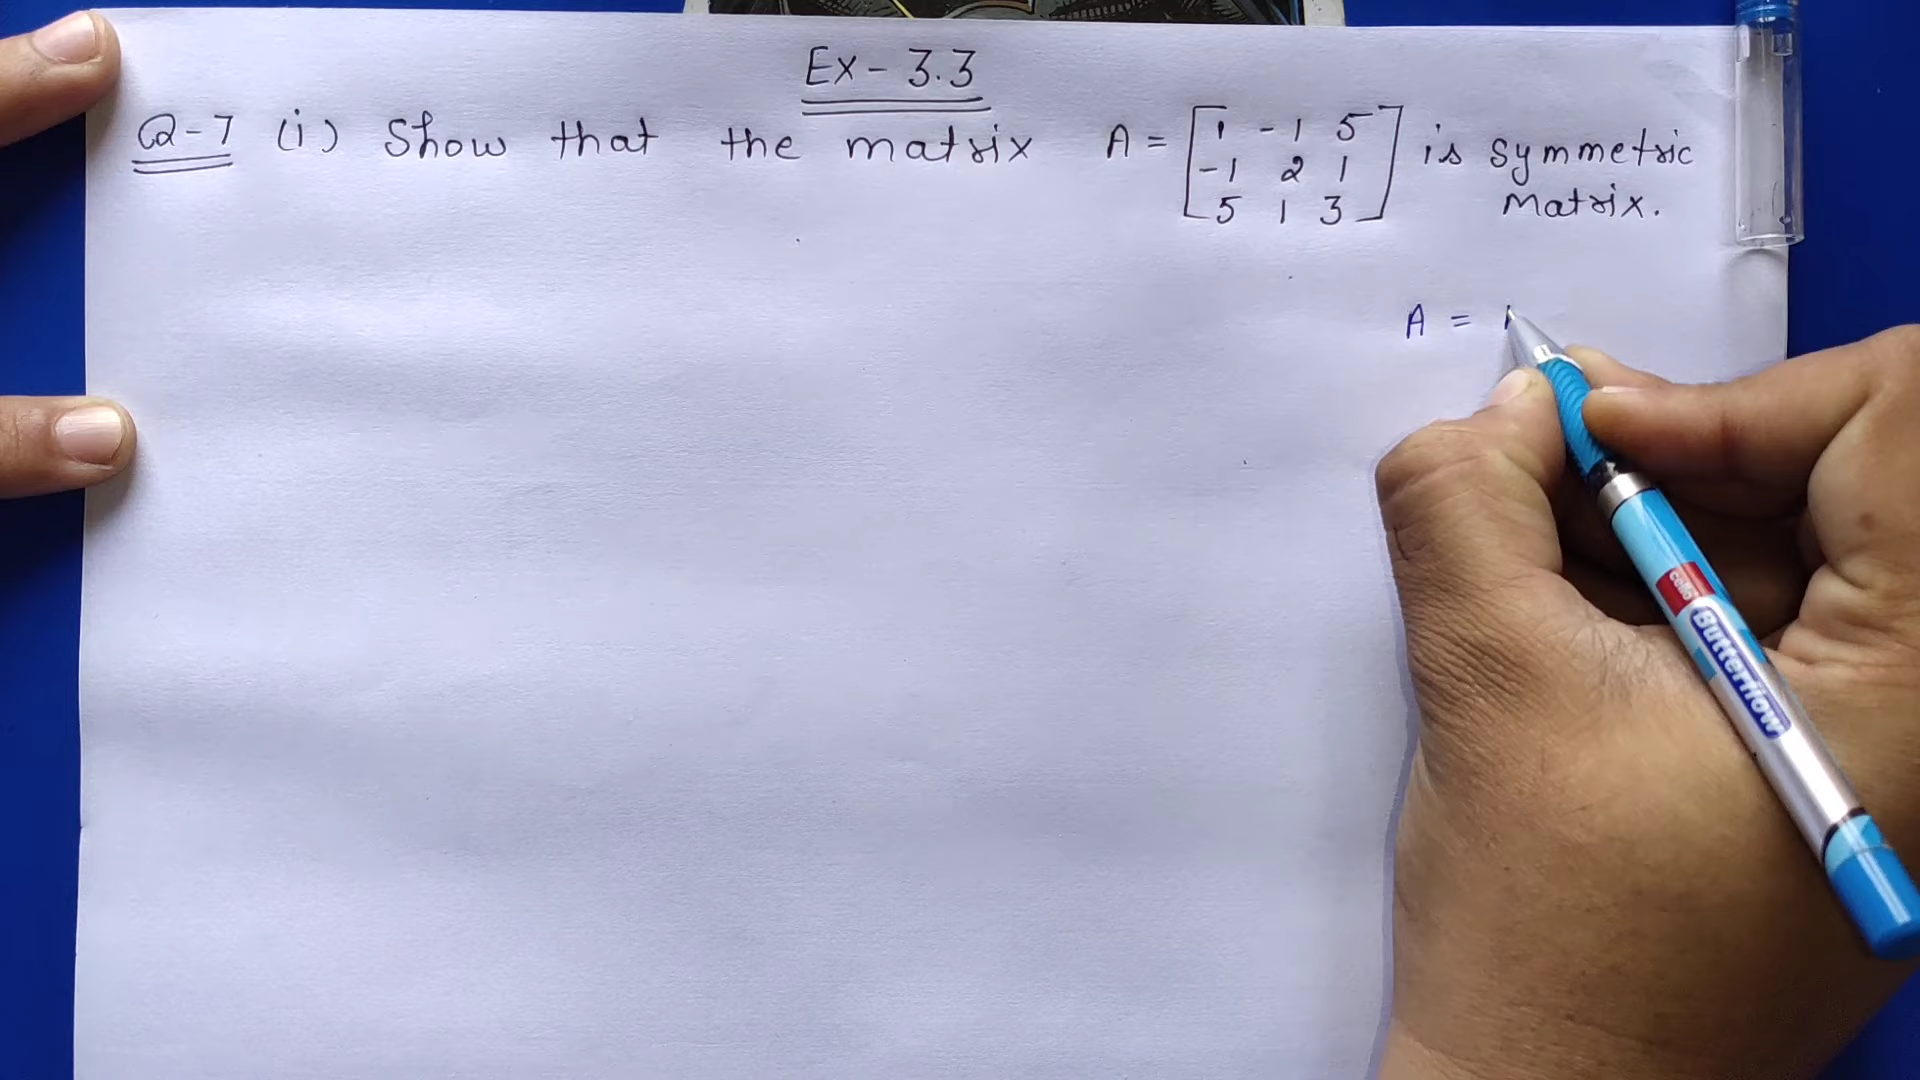 Ex - 3.3
Q-7 (i) Show that the matrix A = [1 -1 5] is symmetric
[-1 2 1]
[5 1 3] Matrix.
A =
cello
Butterflow